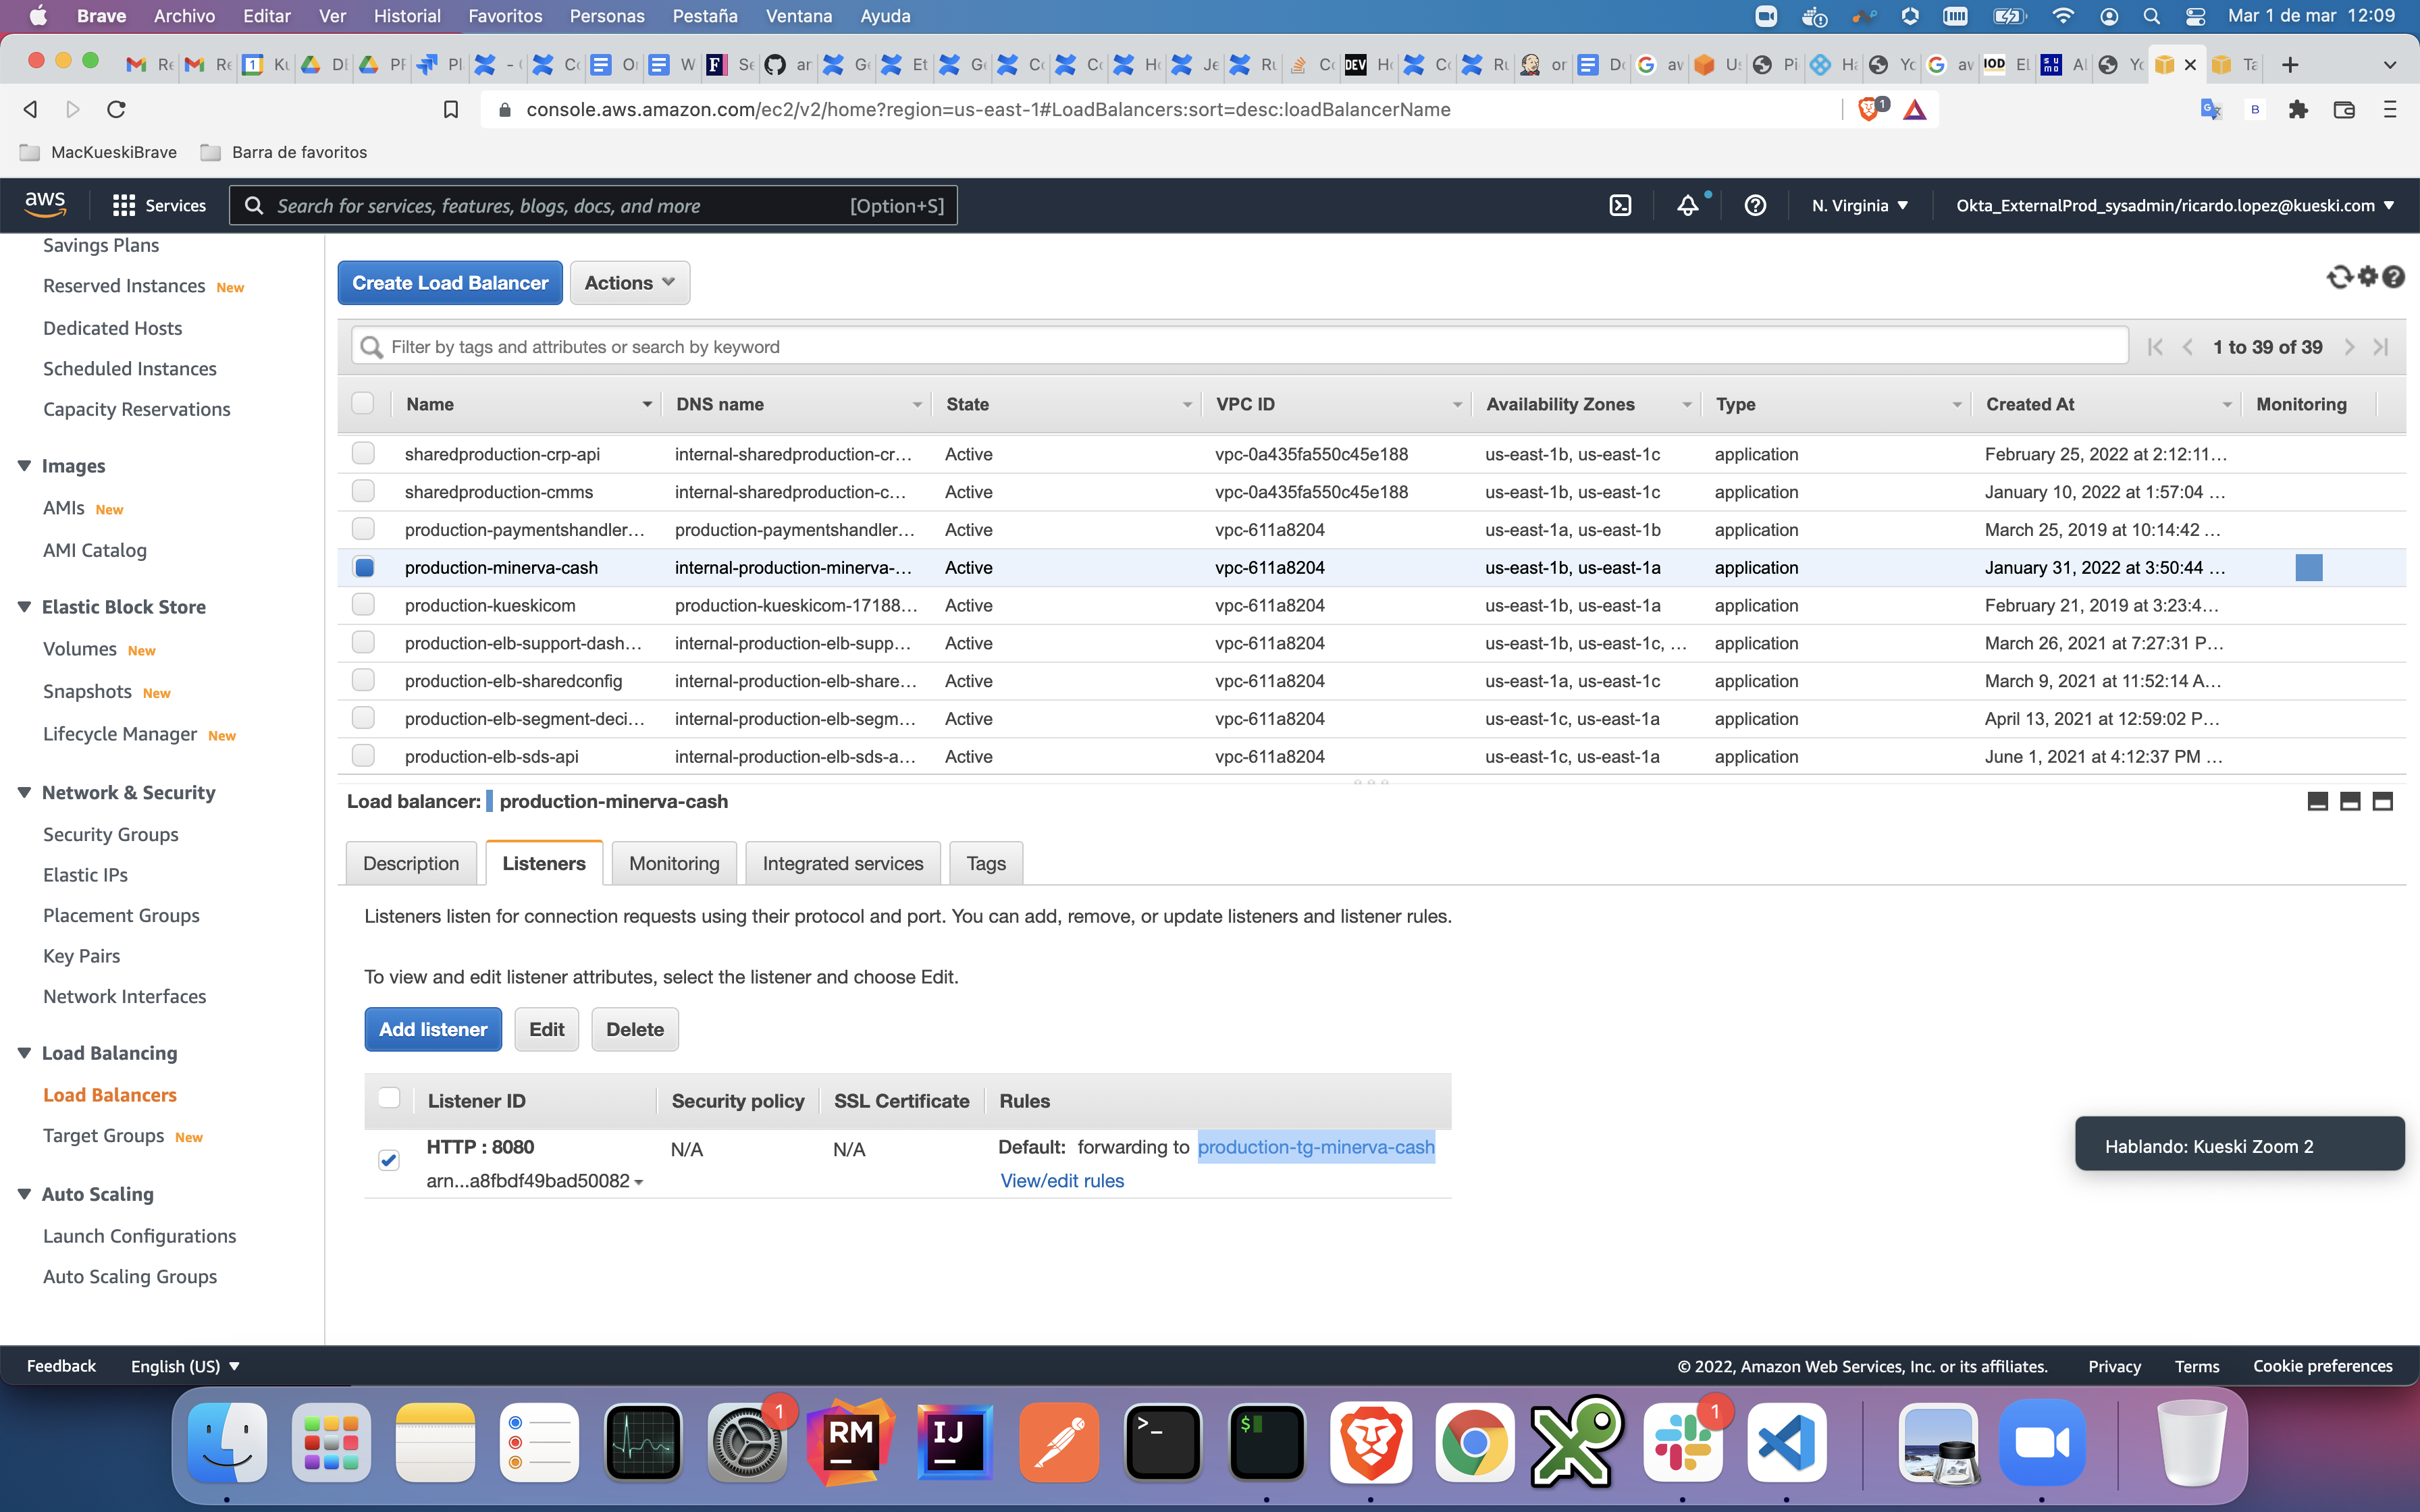 Brave Archivo Editar Ver Historial Favoritos Personas Pestaña Ventana Ayuda Mar 1 de mar 12:09
console.aws.amazon.com/ec2/v2/home?region=us-east-1#LoadBalancers:sort=desc:loadBalancerName 1
MacKueskiBrave Barra de favoritos
aws Services Search for services, features, blogs, docs, and more [Option+S] N. Virginia Okta_ExternalProd_sysadmin/ricardo.lopez@kueski.com
Savings Plans
Reserved Instances New
Dedicated Hosts
Scheduled Instances
Capacity Reservations
Images
AMIs New
AMI Catalog
Elastic Block Store
Volumes New
Snapshots New
Lifecycle Manager New
Network & Security
Security Groups
Elastic IPs
Placement Groups
Key Pairs
Network Interfaces
Load Balancing
Load Balancers
Target Groups New
Auto Scaling
Launch Configurations
Auto Scaling Groups
Create Load Balancer Actions
Filter by tags and attributes or search by keyword 1 to 39 of 39
Name DNS name State VPC ID Availability Zones Type Created At Monitoring
sharedproduction-crp-api internal-sharedproduction-cr... Active vpc-0a435fa550c45e188 us-east-1b, us-east-1c application February 25, 2022 at 2:12:11...
sharedproduction-cmms internal-sharedproduction-c... Active vpc-0a435fa550c45e188 us-east-1b, us-east-1c application January 10, 2022 at 1:57:04 ...
production-paymentshandler... production-paymentshandler... Active vpc-611a8204 us-east-1a, us-east-1b application March 25, 2019 at 10:14:42 ...
production-minerva-cash internal-production-minerva-... Active vpc-611a8204 us-east-1b, us-east-1a application January 31, 2022 at 3:50:44 ...
production-kueskicom production-kueskicom-17188... Active vpc-611a8204 us-east-1b, us-east-1a application February 21, 2019 at 3:23:4...
production-elb-support-dash... internal-production-elb-supp... Active vpc-611a8204 us-east-1b, us-east-1c, ... application March 26, 2021 at 7:27:31 P...
production-elb-sharedconfig internal-production-elb-share... Active vpc-611a8204 us-east-1a, us-east-1c application March 9, 2021 at 11:52:14 A...
production-elb-segment-deci... internal-production-elb-segm... Active vpc-611a8204 us-east-1c, us-east-1a application April 13, 2021 at 12:59:02 P...
production-elb-sds-api internal-production-elb-sds-a... Active vpc-611a8204 us-east-1c, us-east-1a application June 1, 2021 at 4:12:37 PM ...
Load balancer: production-minerva-cash
Description Listeners Monitoring Integrated services Tags
Listeners listen for connection requests using their protocol and port. You can add, remove, or update listeners and listener rules.
To view and edit listener attributes, select the listener and choose Edit.
Add listener Edit Delete
Listener ID Security policy SSL Certificate Rules
HTTP : 8080 N/A N/A Default: forwarding to production-tg-minerva-cash
arn...a8fbdf49bad50082 View/edit rules
Hablando: Kueski Zoom 2
Feedback English (US) © 2022, Amazon Web Services, Inc. or its affiliates. Privacy Terms Cookie preferences
1 RM IJ 1